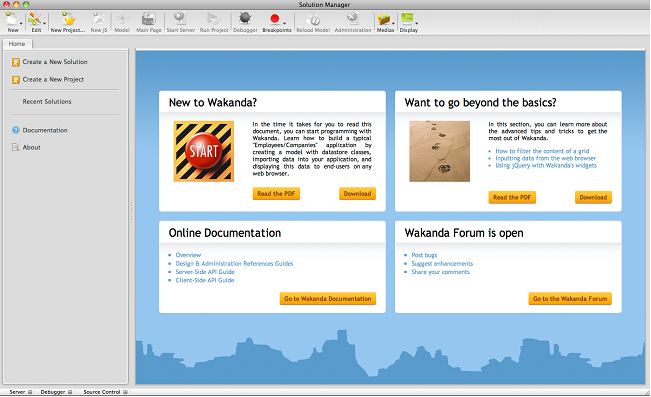 Solution Manager
New Edit New Project... New JS Model Main Page Start Server Run Project Debugger Breakpoints Reload Model Administration Medias Display
Home
Create a New Solution
Create a New Project
Recent Solutions
Documentation
About
New to Wakanda?
START
In the time it takes for you to read this
document, you can start programming with
Wakanda. Learn how to build a typical
"Employees/Companies" application by
creating a model with datastore classes,
importing data into your application, and
displaying this data to end-users on any
web browser.
Read the PDF
Download
Want to go beyond the basics?
In this section, you can learn more about
the advanced tips and tricks to get the
most out of Wakanda.
How to filter the content of a grid
Inputting data from the web browser
Using jQuery with Wakanda's widgets
Read the PDF
Download
Online Documentation
Overview
Design & Administration References Guides
Server-Side API Guide
Client-Side API Guide
Go to Wakanda Documentation
Wakanda Forum is open
Post bugs
Suggest enhancements
Share your comments
Go to the Wakanda Forum
Server Debugger Source Control